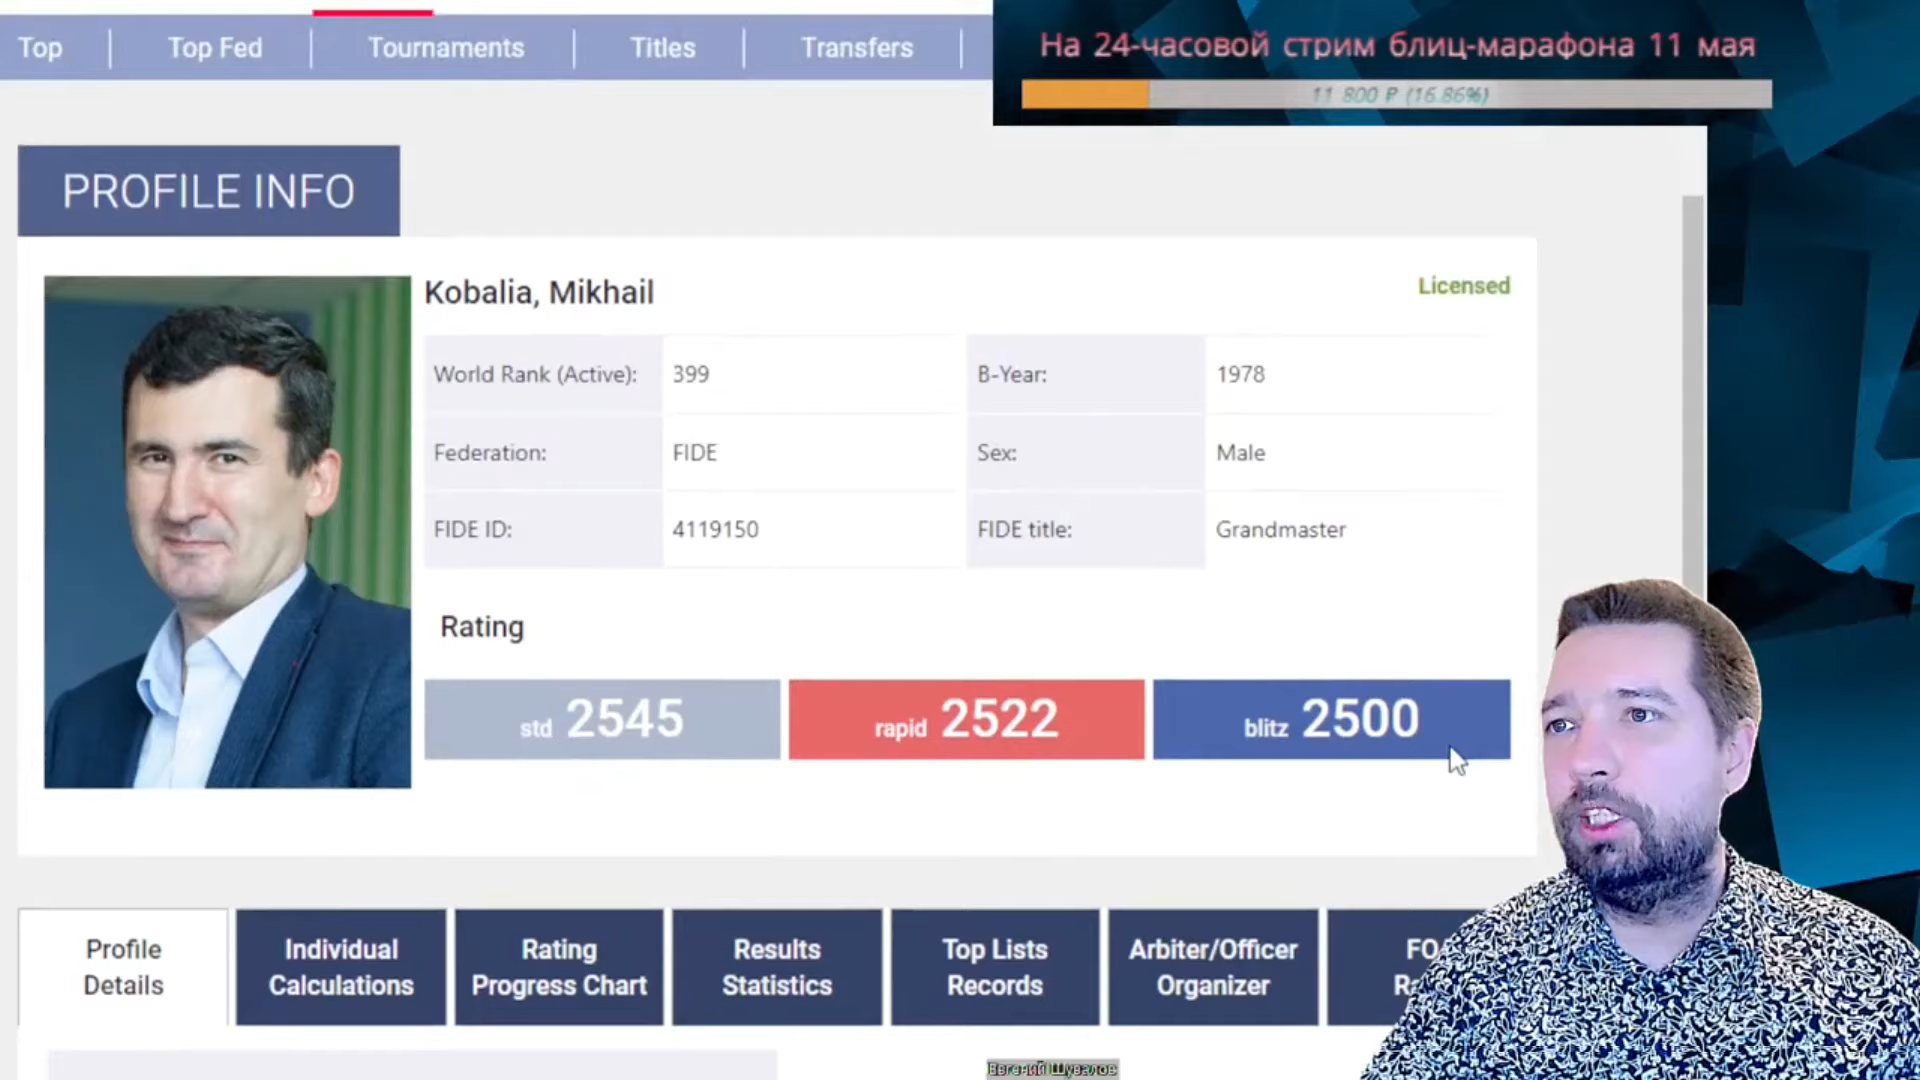 Top
Top Fed
Tournaments
Titles
Transfers
На 24-часовой стрим блиц-марафона 11 мая
11 800 ₽ (16.86%)
PROFILE INFO
Kobalia, Mikhail
Licensed
World Rank (Active):
399
B-Year:
1978
Federation:
FIDE
Sex:
Male
FIDE ID:
4119150
FIDE title:
Grandmaster
Rating
std 2545
rapid 2522
blitz 2500
Profile
Details
Individual
Calculations
Rating
Progress Chart
Results
Statistics
Top Lists
Records
Arbiter/Officer
Organizer
Евгений Шувалов